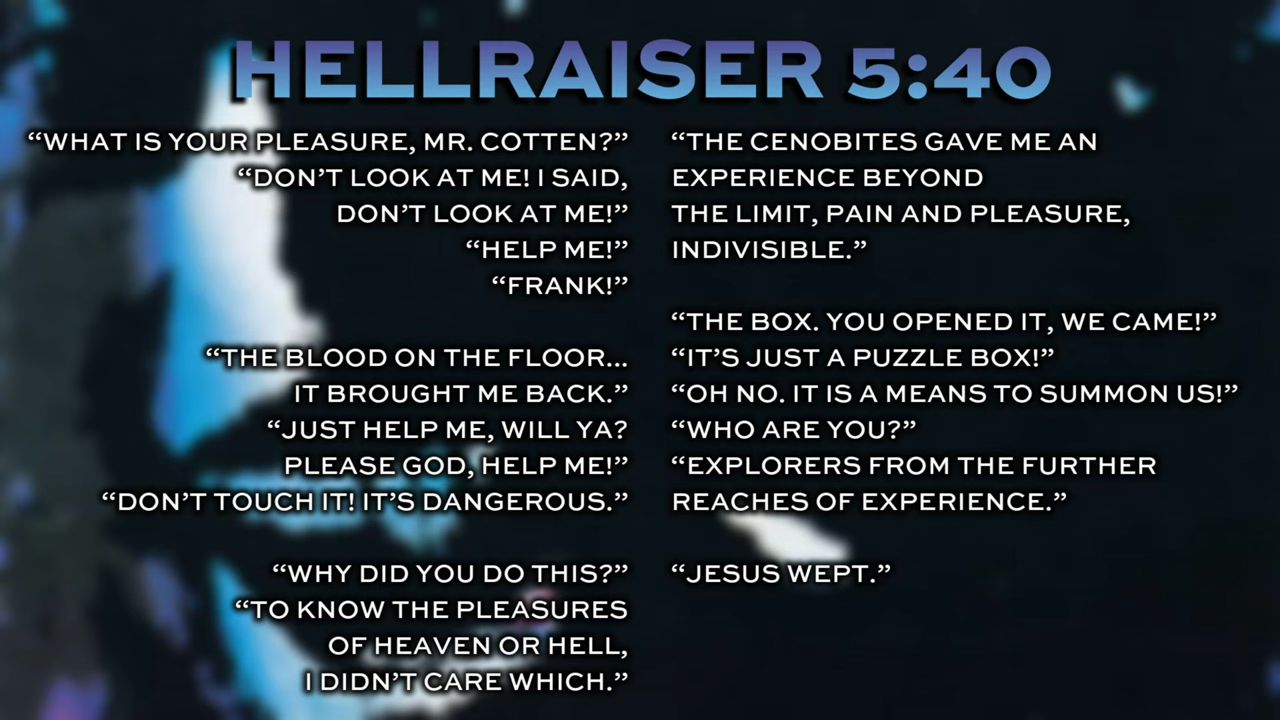 HELLRAISER 5:40
“WHAT IS YOUR PLEASURE, MR. COTTEN?”
“DON’T LOOK AT ME! I SAID,
DON’T LOOK AT ME!”
“HELP ME!”
“FRANK!”
“THE BLOOD ON THE FLOOR...
IT BROUGHT ME BACK.”
“JUST HELP ME, WILL YA?
PLEASE GOD, HELP ME!”
“DON’T TOUCH IT! IT’S DANGEROUS.”
“WHY DID YOU DO THIS?”
“TO KNOW THE PLEASURES
OF HEAVEN OR HELL,
I DIDN’T CARE WHICH.”
“THE CENOBITES GAVE ME AN
EXPERIENCE BEYOND
THE LIMIT, PAIN AND PLEASURE,
INDIVISIBLE.”
“THE BOX. YOU OPENED IT, WE CAME!”
“IT’S JUST A PUZZLE BOX!”
“OH NO. IT IS A MEANS TO SUMMON US!”
“WHO ARE YOU?”
“EXPLORERS FROM THE FURTHER
REACHES OF EXPERIENCE.”
“JESUS WEPT.”